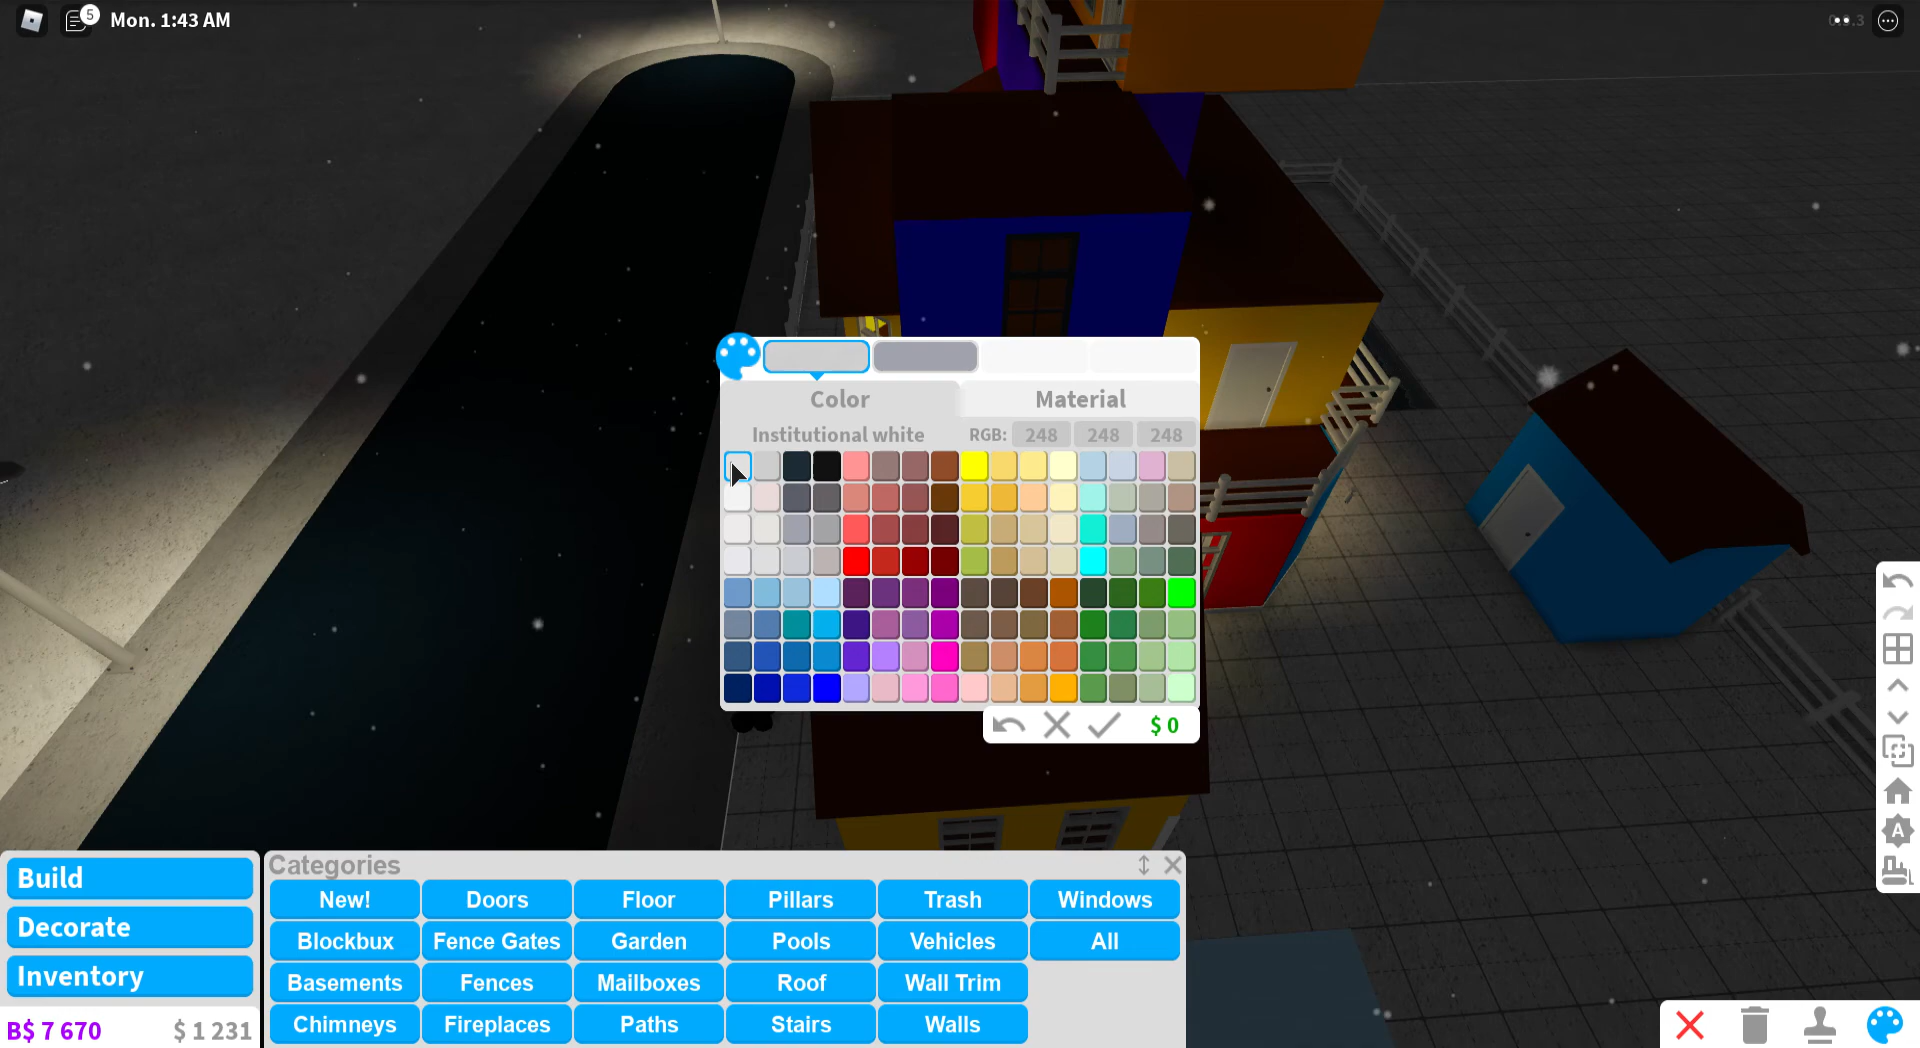 5
Mon. 1:43 AM
Color
Material
Institutional white
RGB: 248 248 248
$ 0
Build
Decorate
Inventory
B$ 7 670
$ 1 231
Categories
New!
Doors
Floor
Pillars
Trash
Windows
Blockbux
Fence Gates
Garden
Pools
Vehicles
All
Basements
Fences
Mailboxes
Roof
Wall Trim
Chimneys
Fireplaces
Paths
Stairs
Walls
A